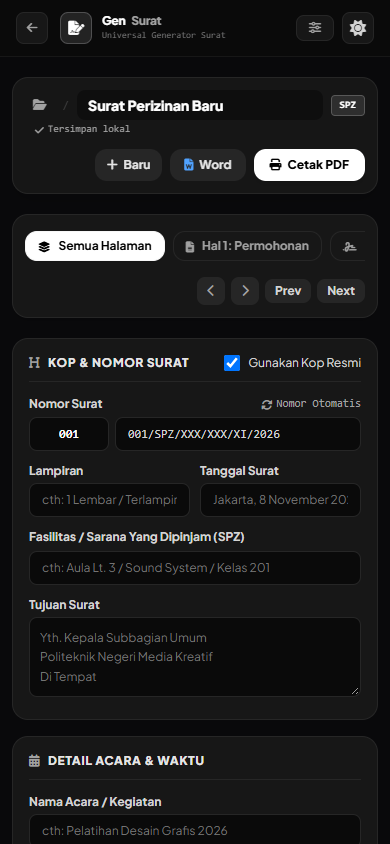 Gen Surat
Universal Generator Surat
/ Surat Perizinan Baru SPZ
Tersimpan lokal
Baru Word Cetak PDF
Semua Halaman Hal 1: Permohonan
Prev Next
KOP & NOMOR SURAT Gunakan Kop Resmi
Nomor Surat Nomor Otomatis
001 001/SPZ/XXX/XXX/XI/2026
Lampiran Tanggal Surat
cth: 1 Lembar / Terlampir Jakarta, 8 November 202
Fasilitas / Sarana Yang Dipinjam (SPZ)
cth: Aula Lt. 3 / Sound System / Kelas 201
Tujuan Surat
Yth. Kepala Subbagian Umum
Politeknik Negeri Media Kreatif
Di Tempat
DETAIL ACARA & WAKTU
Nama Acara / Kegiatan
cth: Pelatihan Desain Grafis 2026